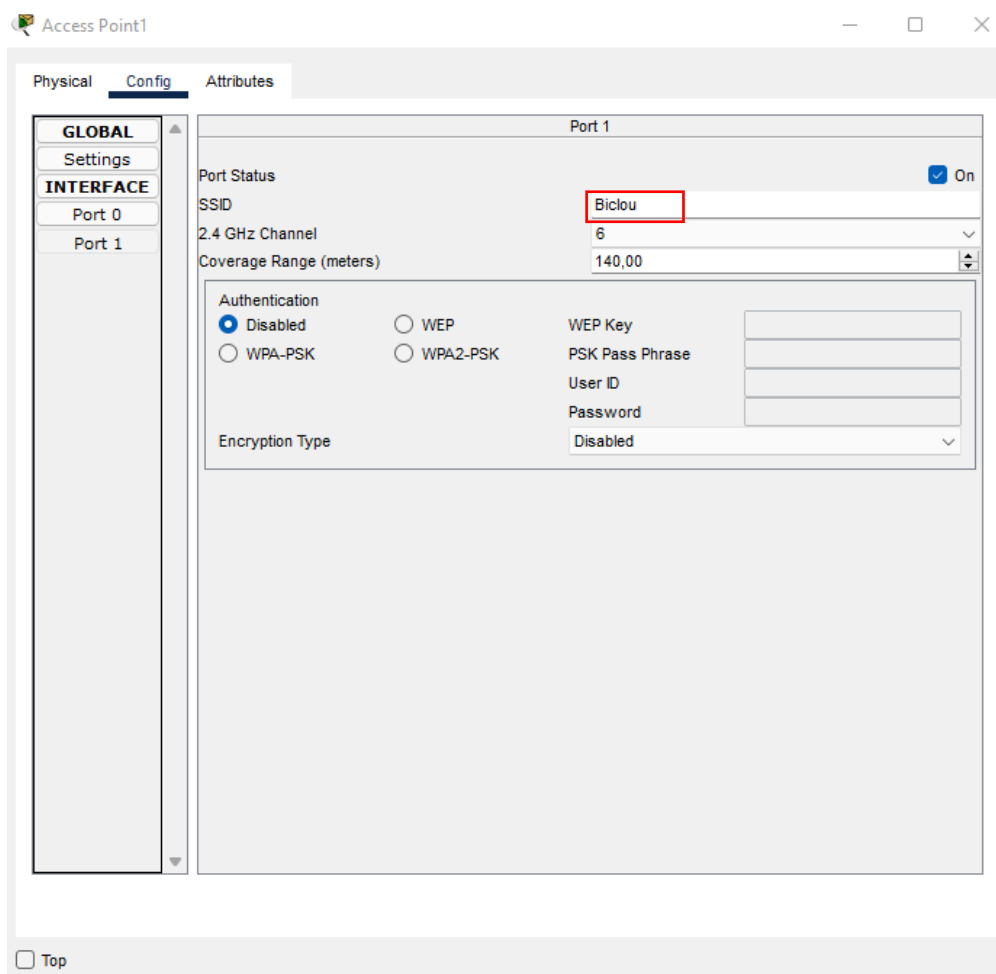 Access Point1
Physical Config Attributes
GLOBAL
Settings
INTERFACE
Port 0
Port 1
Port 1
Port Status On
SSID Biclou
2.4 GHz Channel 6
Coverage Range (meters) 140,00
Authentication
Disabled WEP WEP Key
WPA-PSK WPA2-PSK PSK Pass Phrase
User ID
Password
Encryption Type Disabled
Top